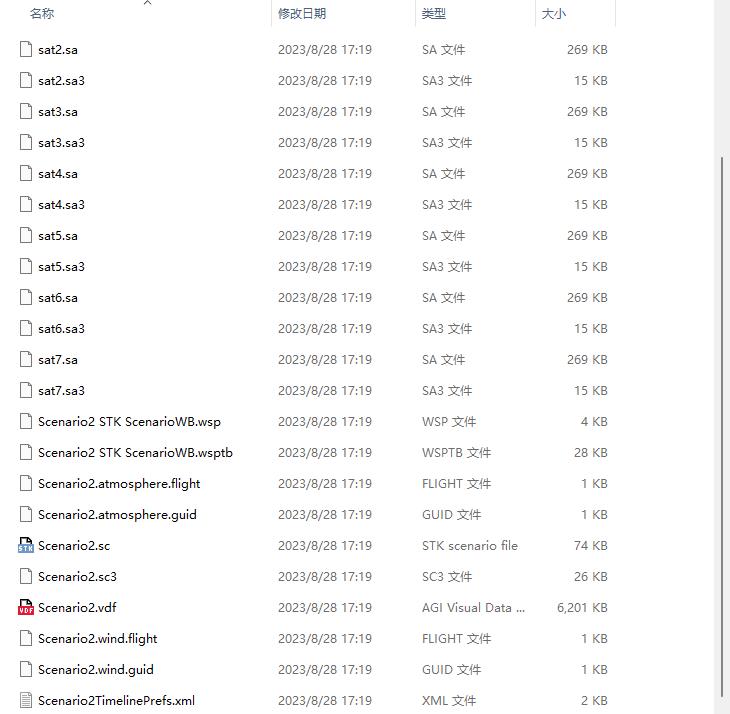 名称 修改日期 类型 大小
sat2.sa 2023/8/28 17:19 SA 文件 269 KB
sat2.sa3 2023/8/28 17:19 SA3 文件 15 KB
sat3.sa 2023/8/28 17:19 SA 文件 269 KB
sat3.sa3 2023/8/28 17:19 SA3 文件 15 KB
sat4.sa 2023/8/28 17:19 SA 文件 269 KB
sat4.sa3 2023/8/28 17:19 SA3 文件 15 KB
sat5.sa 2023/8/28 17:19 SA 文件 269 KB
sat5.sa3 2023/8/28 17:19 SA3 文件 15 KB
sat6.sa 2023/8/28 17:19 SA 文件 269 KB
sat6.sa3 2023/8/28 17:19 SA3 文件 15 KB
sat7.sa 2023/8/28 17:19 SA 文件 269 KB
sat7.sa3 2023/8/28 17:19 SA3 文件 15 KB
Scenario2 STK ScenarioWB.wsp 2023/8/28 17:19 WSP 文件 4 KB
Scenario2 STK ScenarioWB.wsptb 2023/8/28 17:19 WSPTB 文件 28 KB
Scenario2.atmosphere.flight 2023/8/28 17:19 FLIGHT 文件 1 KB
Scenario2.atmosphere.guid 2023/8/28 17:19 GUID 文件 1 KB
STK Scenario2.sc 2023/8/28 17:19 STK scenario file 74 KB
Scenario2.sc3 2023/8/28 17:19 SC3 文件 26 KB
VDF Scenario2.vdf 2023/8/28 17:19 AGI Visual Data ... 6,201 KB
Scenario2.wind.flight 2023/8/28 17:19 FLIGHT 文件 1 KB
Scenario2.wind.guid 2023/8/28 17:19 GUID 文件 1 KB
Scenario2TimelinePrefs.xml 2023/8/28 17:19 XML 文件 2 KB